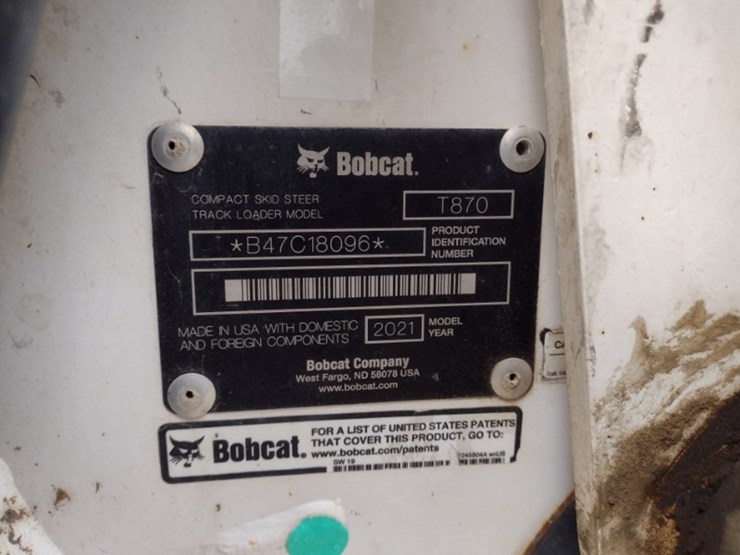 Bobcat.
COMPACT SKID STEER
TRACK LOADER MODEL
T870
*B47C18096*
PRODUCT
IDENTIFICATION
NUMBER
MADE IN USA WITH DOMESTIC
AND FOREIGN COMPONENTS
2021
MODEL
YEAR
Bobcat Company
West Fargo, ND 58078 USA
www.bobcat.com
Bobcat.
FOR A LIST OF UNITED STATES PATENTS
THAT COVER THIS PRODUCT, GO TO:
www.bobcat.com/patents
SW 19